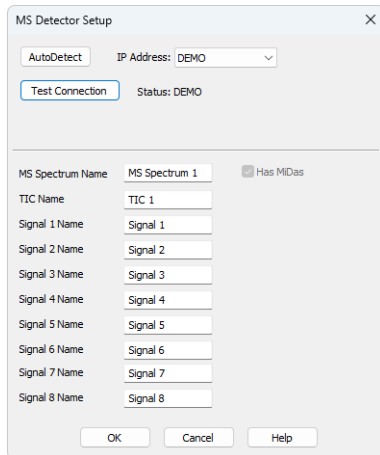 MS Detector Setup
AutoDetect IP Address: DEMO
Test Connection Status: DEMO
MS Spectrum Name MS Spectrum 1 Has MiDas
TIC Name TIC 1
Signal 1 Name Signal 1
Signal 2 Name Signal 2
Signal 3 Name Signal 3
Signal 4 Name Signal 4
Signal 5 Name Signal 5
Signal 6 Name Signal 6
Signal 7 Name Signal 7
Signal 8 Name Signal 8
OK Cancel Help